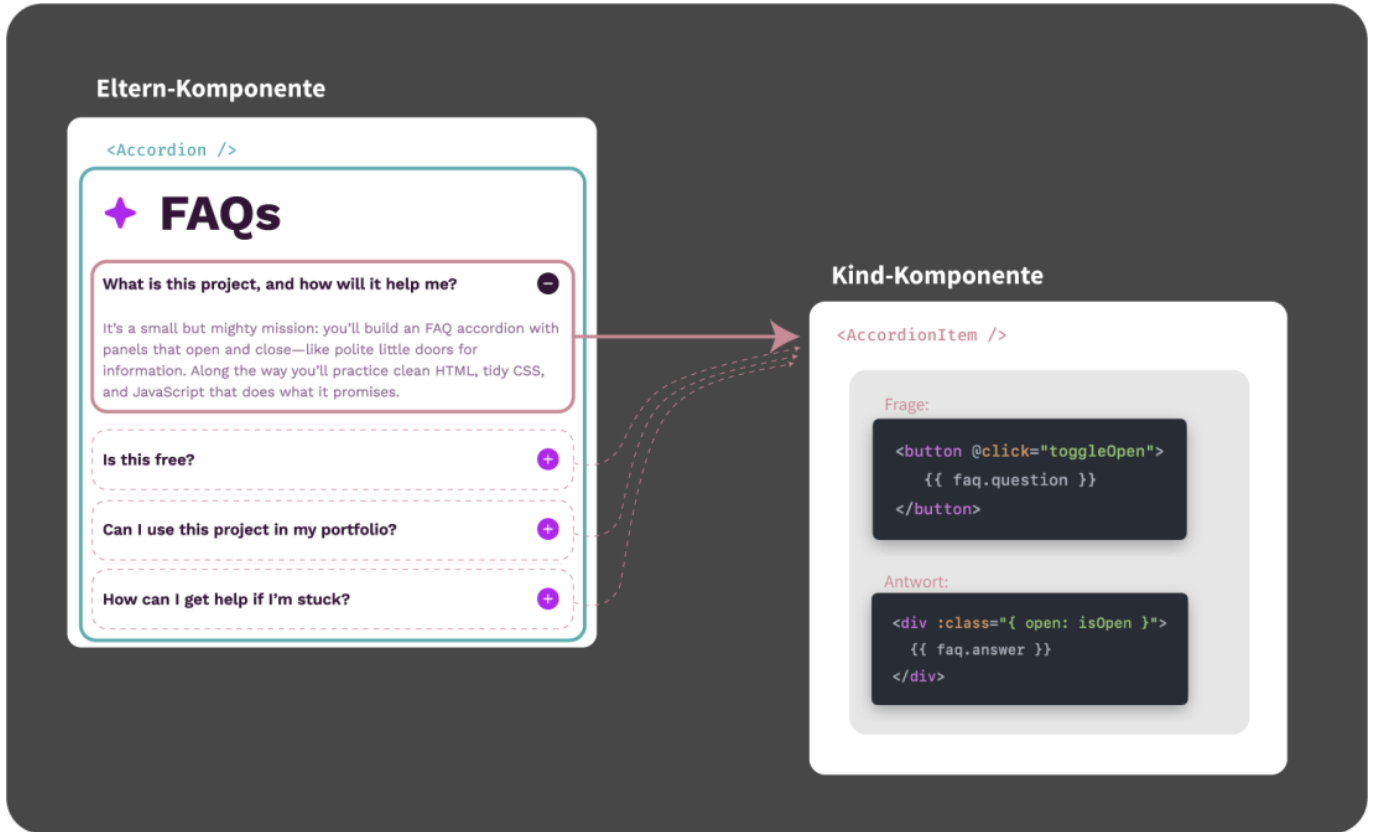 Eltern-Komponente
<Accordion />
FAQs
What is this project, and how will it help me?
It’s a small but mighty mission: you’ll build an FAQ accordion with
panels that open and close—like polite little doors for
information. Along the way you’ll practice clean HTML, tidy CSS,
and JavaScript that does what it promises.
Is this free?
Can I use this project in my portfolio?
How can I get help if I’m stuck?
Kind-Komponente
<AccordionItem />
Frage:
<button @click="toggleOpen">
{{ faq.question }}
</button>
Antwort:
<div :class="{ open: isOpen }">
{{ faq.answer }}
</div>